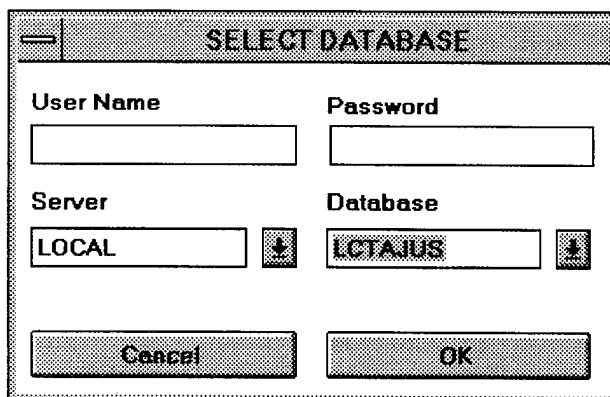 SELECT DATABASE
User Name
Password
Server
Database
LOCAL
LCTAJUS
Cancel
OK